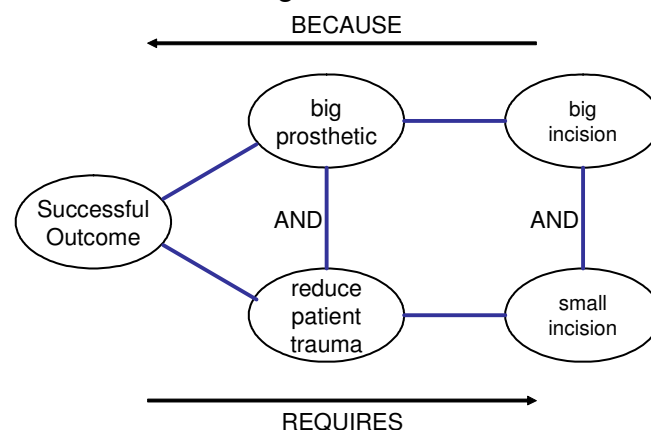 BECAUSE
big
prosthetic
big
incision
Successful
Outcome
AND
AND
reduce
patient
trauma
small
incision
REQUIRES